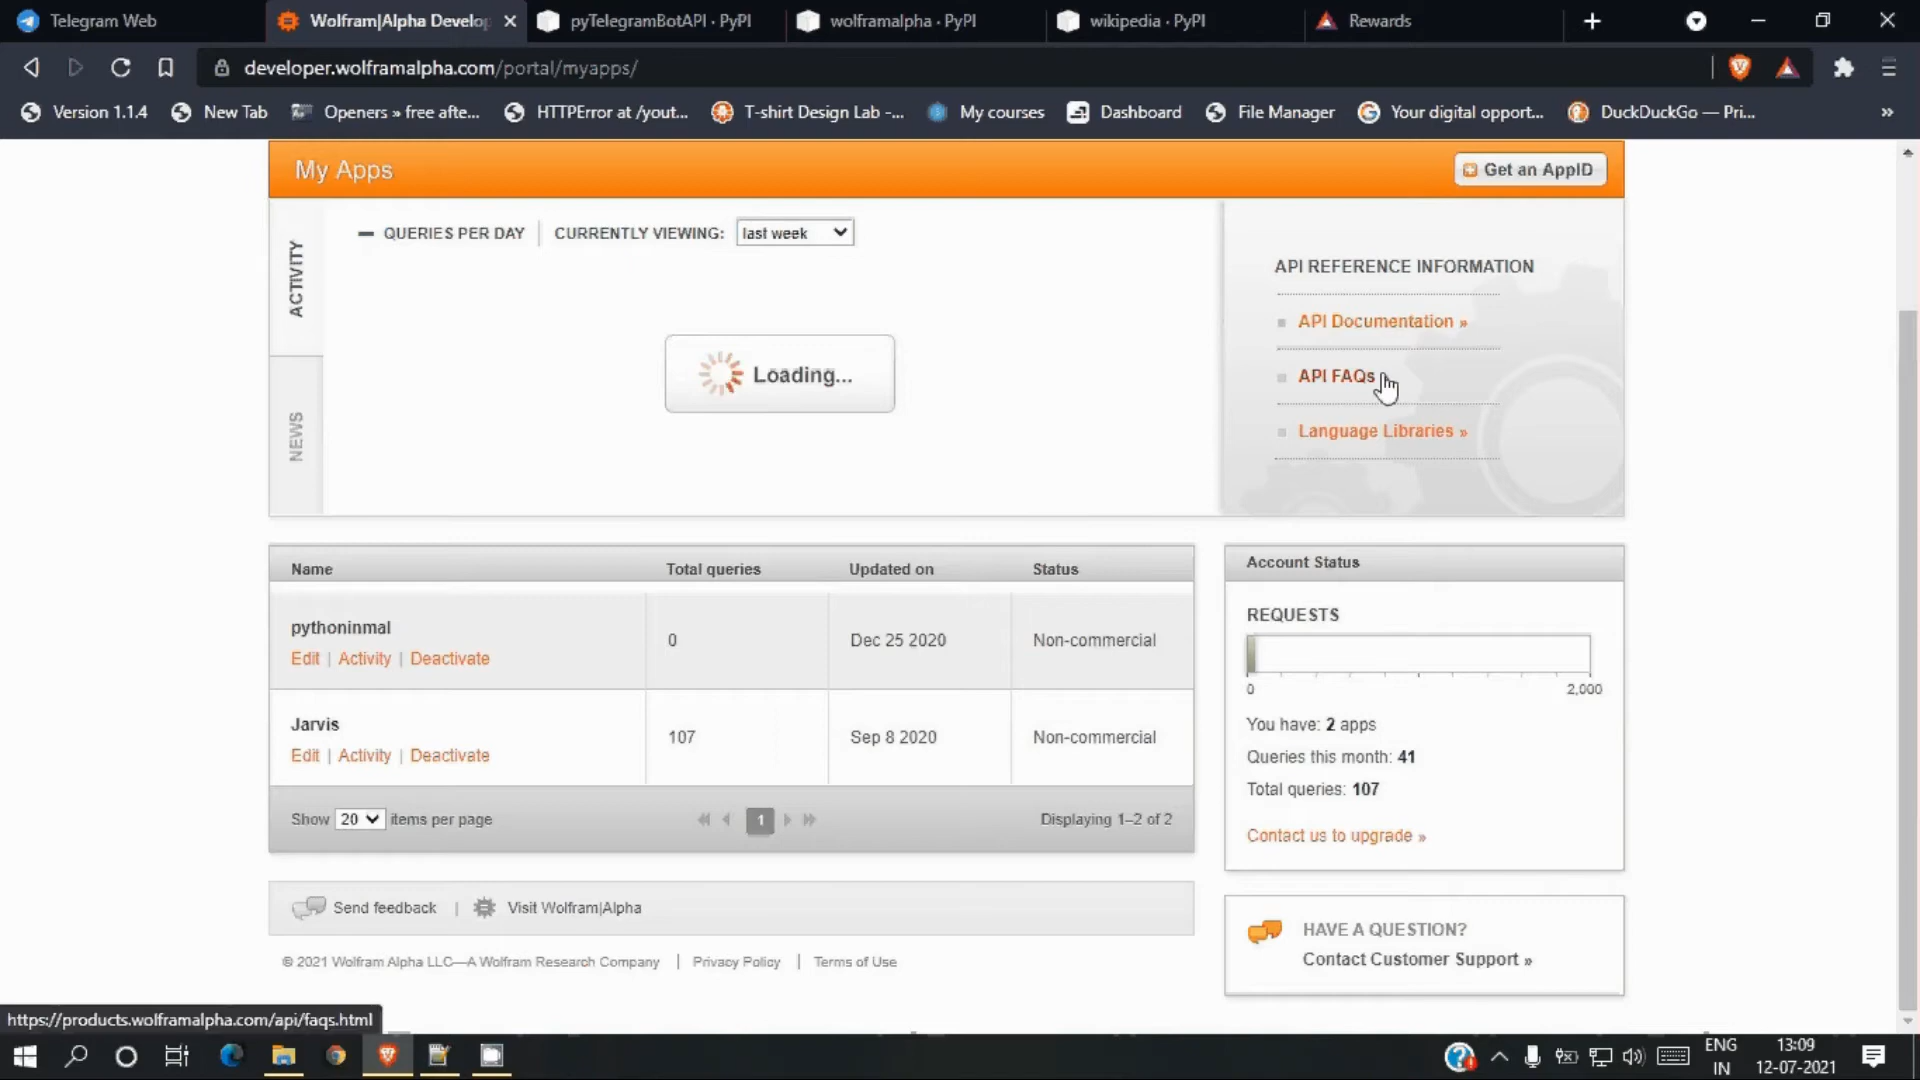 Telegram Web
Wolfram|Alpha Develo
pyTelegramBotAPI · PyPI
wolframalpha · PyPI
wikipedia · PyPI
Rewards
developer.wolframalpha.com/portal/myapps/
Version 1.1.4
New Tab
Openers » free afte...
HTTPError at /yout...
T-shirt Design Lab -...
My courses
Dashboard
File Manager
Your digital opport...
DuckDuckGo — Pri...
»
My Apps
Get an AppID
ACTIVITY
NEWS
QUERIES PER DAY
CURRENTLY VIEWING:
last week
Loading...
API REFERENCE INFORMATION
API Documentation »
API FAQs
Language Libraries »
Name Total queries Updated on Status
pythoninmal
0 Dec 25 2020 Non-commercial
Edit | Activity | Deactivate
Jarvis
107 Sep 8 2020 Non-commercial
Edit | Activity | Deactivate
Show 20 items per page
1
Displaying 1–2 of 2
Account Status
REQUESTS
0 2,000
You have: 2 apps
Queries this month: 41
Total queries: 107
Contact us to upgrade »
Send feedback | Visit Wolfram|Alpha
HAVE A QUESTION?
Contact Customer Support »
© 2021 Wolfram Alpha LLC—A Wolfram Research Company | Privacy Policy | Terms of Use
https://products.wolframalpha.com/api/faqs.html
ENG
IN
13:09
12-07-2021